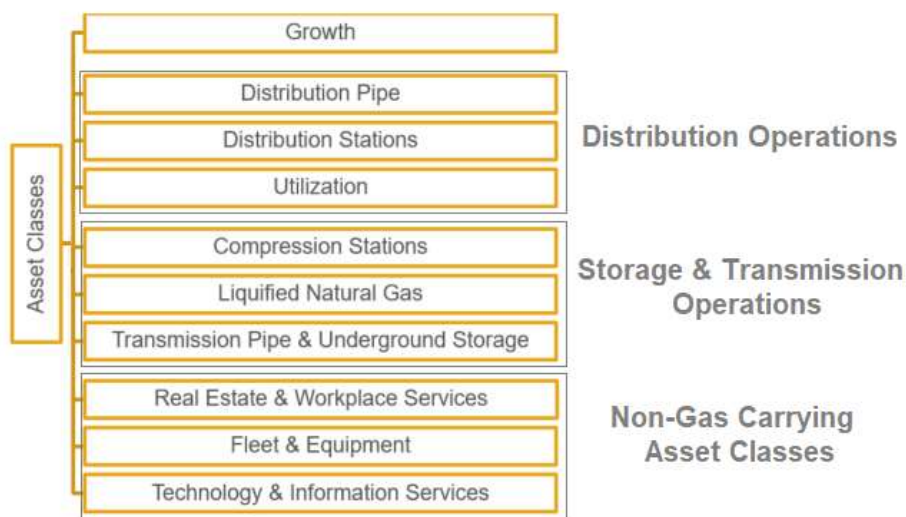 Asset Classes
Growth
Distribution Pipe
Distribution Stations
Utilization
Distribution Operations
Compression Stations
Liquified Natural Gas
Transmission Pipe & Underground Storage
Storage & Transmission
Operations
Real Estate & Workplace Services
Fleet & Equipment
Technology & Information Services
Non-Gas Carrying
Asset Classes